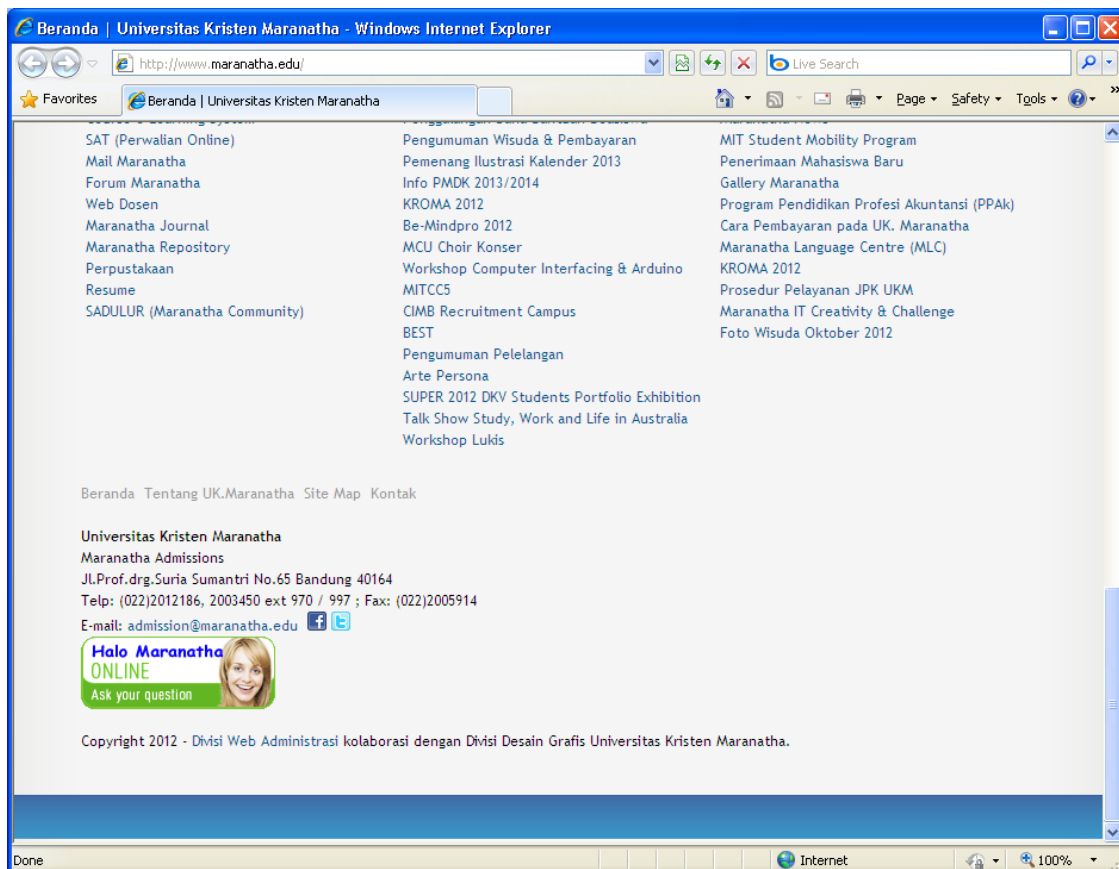 Beranda | Universitas Kristen Maranatha - Windows Internet Explorer
http://www.maranatha.edu/
Live Search
Favorites
Beranda | Universitas Kristen Maranatha
Page
Safety
Tools
SAT (Perwalian Online)
Mail Maranatha
Forum Maranatha
Web Dosen
Maranatha Journal
Maranatha Repository
Perpustakaan
Resume
SADULUR (Maranatha Community)
Pengumuman Wisuda & Pembayaran
Pemenang Ilustrasi Kalender 2013
Info PMDK 2013/2014
KROMA 2012
Be-Mindpro 2012
MCU Choir Konser
Workshop Computer Interfacing & Arduino
MITCC5
CIMB Recruitment Campus
BEST
Pengumuman Pelelangan
Arte Persona
SUPER 2012 DKV Students Portfolio Exhibition
Talk Show Study, Work and Life in Australia
Workshop Lukis
MIT Student Mobility Program
Penerimaan Mahasiswa Baru
Gallery Maranatha
Program Pendidikan Profesi Akuntansi (PPAk)
Cara Pembayaran pada UK. Maranatha
Maranatha Language Centre (MLC)
KROMA 2012
Prosedur Pelayanan JPK UKM
Maranatha IT Creativity & Challenge
Foto Wisuda Oktober 2012
Beranda Tentang UK.Maranatha Site Map Kontak
Universitas Kristen Maranatha
Maranatha Admissions
Jl.Prof.drg.Suria Sumantri No.65 Bandung 40164
Telp: (022)2012186, 2003450 ext 970 / 997 ; Fax: (022)2005914
E-mail: admission@maranatha.edu
Halo Maranatha
ONLINE
Ask your question
Copyright 2012 - Divisi Web Administrasi kolaborasi dengan Divisi Desain Grafis Universitas Kristen Maranatha.
Done
Internet
100%